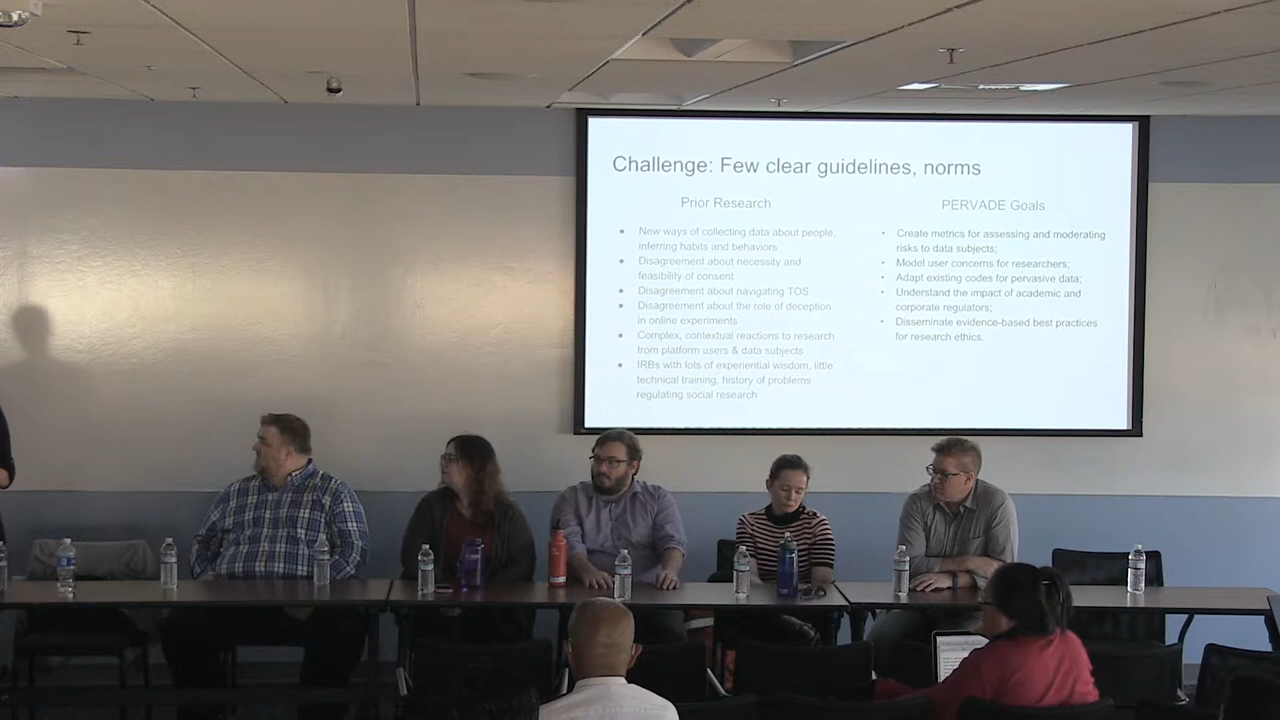 Challenge: Few clear guidelines, norms
Prior Research
New ways of collecting data about people,
inferring habits and behaviors
Disagreement about necessity and
feasibility of consent
Disagreement about navigating TOS
Disagreement about the role of deception
in online experiments
Complex, contextual reactions to research
from platform users & data subjects
IRBs with lots of experiential wisdom, little
technical training, history of problems
regulating social research
PERVADE Goals
Create metrics for assessing and moderating
risks to data subjects;
Model user concerns for researchers;
Adapt existing codes for pervasive data;
Understand the impact of academic and
corporate regulators;
Disseminate evidence-based best practices
for research ethics.